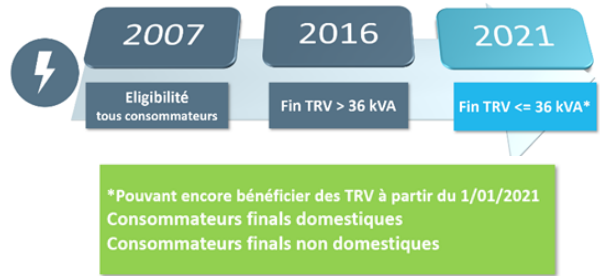 2007
2016
2021
Eligibilité
tous consommateurs
Fin TRV > 36 kVA
Fin TRV <= 36 kVA*
*Pouvant encore bénéficier des TRV à partir du 1/01/2021
Consommateurs finals domestiques
Consommateurs finals non domestiques